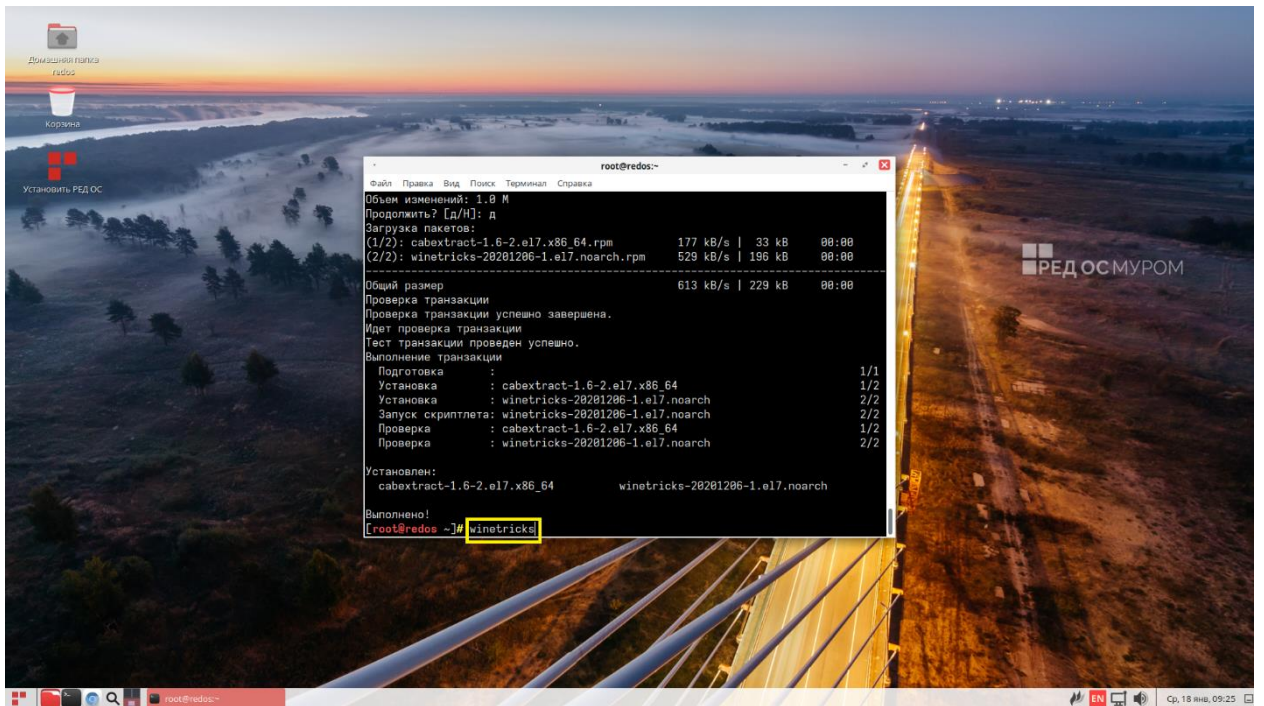 Домашняя папка
redos
Корзина
Установить РЕД ОС
root@redos:~
Файл Правка Вид Поиск Терминал Справка
Объем изменений: 1.0 M
Продолжить? [д/Н]: д
Загрузка пакетов:
(1/2): cabextract-1.6-2.el7.x86_64.rpm 177 kB/s | 33 kB 00:00
(2/2): winetricks-20201206-1.el7.noarch.rpm 529 kB/s | 196 kB 00:00
--------------------------------------------------------------------------------
Общий размер 613 kB/s | 229 kB 00:00
Проверка транзакции
Проверка транзакции успешно завершена.
Идет проверка транзакции
Тест транзакции проведен успешно.
Выполнение транзакции
Подготовка : 1/1
Установка : cabextract-1.6-2.el7.x86_64 1/2
Установка : winetricks-20201206-1.el7.noarch 2/2
Запуск скриптлета: winetricks-20201206-1.el7.noarch 2/2
Проверка : cabextract-1.6-2.el7.x86_64 1/2
Проверка : winetricks-20201206-1.el7.noarch 2/2
Установлен:
cabextract-1.6-2.el7.x86_64 winetricks-20201206-1.el7.noarch
Выполнено!
[root@redos ~]# winetricks
РЕД ОС МУРОМ
root@redos:~
EN
Ср, 18 янв, 09:25